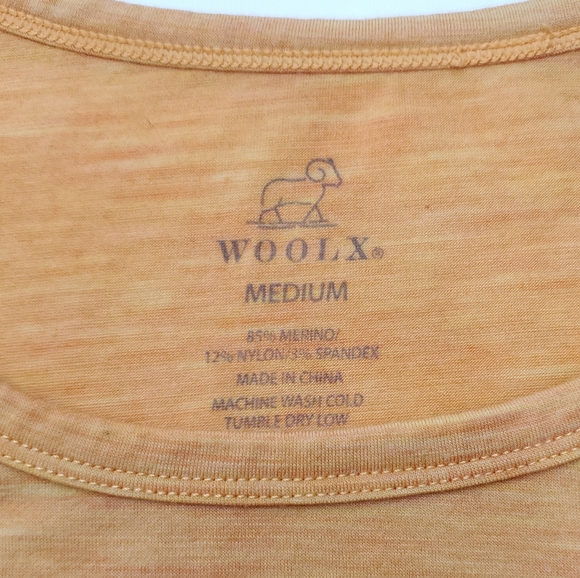 WOOLX®
MEDIUM
85% MERINO/
12% NYLON/3% SPANDEX
MADE IN CHINA
MACHINE WASH COLD
TUMBLE DRY LOW